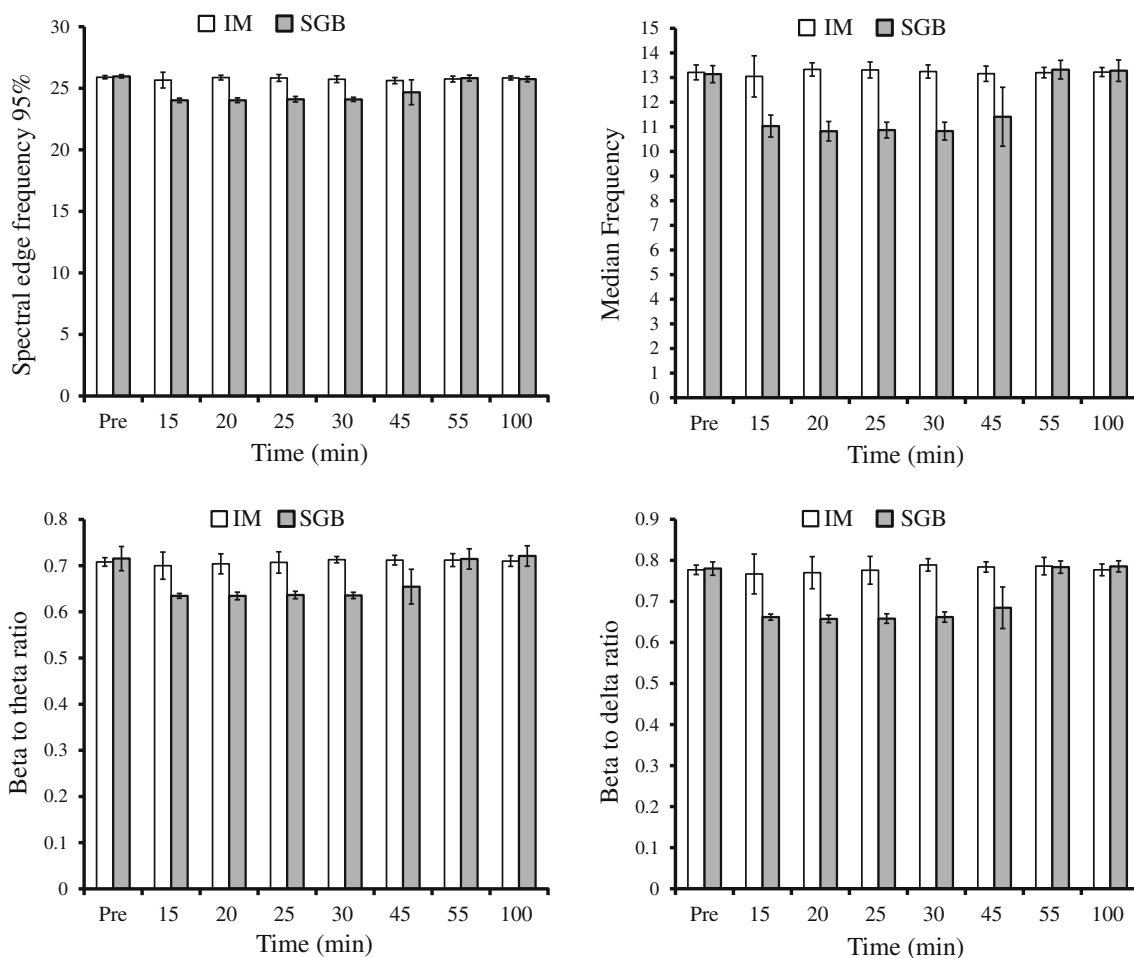 IM SGB
Spectral edge frequency 95%
30
25
20
15
10
5
0
Pre 15 20 25 30 45 55 100
Time (min)
IM SGB
Median Frequency
15
14
13
12
11
10
9
8
7
6
5
4
3
2
1
0
Pre 15 20 25 30 45 55 100
Time (min)
IM SGB
Beta to theta ratio
0.8
0.7
0.6
0.5
0.4
0.3
0.2
0.1
0
Pre 15 20 25 30 45 55 100
Time (min)
IM SGB
Beta to delta ratio
0.9
0.8
0.7
0.6
0.5
0.4
0.3
0.2
0.1
0
Pre 15 20 25 30 45 55 100
Time (min)